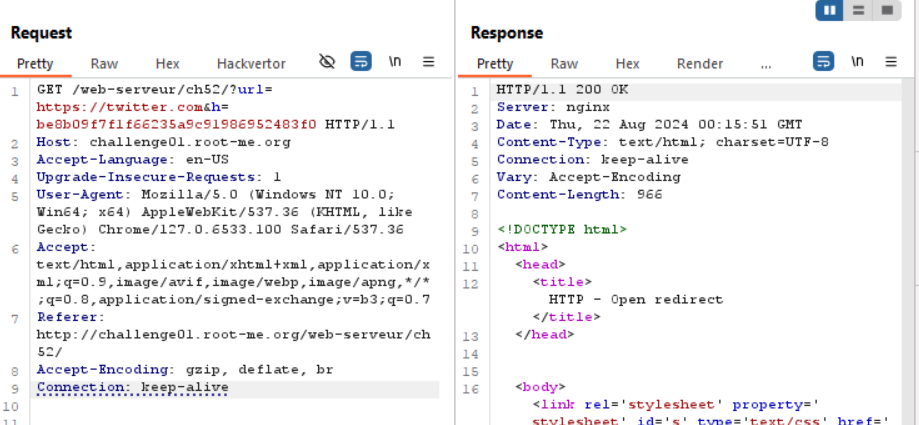 Request
Pretty Raw Hex Hackvertor \n
1 GET /web-serveur/ch52/?url=
https://twitter.com&h=
be8b09f7f1f66235a9c91986952483f0 HTTP/1.1
2 Host: challenge01.root-me.org
3 Accept-Language: en-US
4 Upgrade-Insecure-Requests: 1
5 User-Agent: Mozilla/5.0 (Windows NT 10.0;
Win64; x64) AppleWebKit/537.36 (KHTML, like
Gecko) Chrome/127.0.6533.100 Safari/537.36
6 Accept:
text/html,application/xhtml+xml,application/x
ml;q=0.9,image/avif,image/webp,image/apng,*/*
;q=0.8,application/signed-exchange;v=b3;q=0.7
7 Referer:
http://challenge01.root-me.org/web-serveur/ch
52/
8 Accept-Encoding: gzip, deflate, br
9 Connection: keep-alive
10
11
Response
Pretty Raw Hex Render ... \n
1 HTTP/1.1 200 OK
2 Server: nginx
3 Date: Thu, 22 Aug 2024 00:15:51 GMT
4 Content-Type: text/html; charset=UTF-8
5 Connection: keep-alive
6 Vary: Accept-Encoding
7 Content-Length: 966
8
9 <!DOCTYPE html>
10 <html>
11 <head>
12 <title>
HTTP - Open redirect
</title>
13 </head>
14
15
16 <body>
<link rel='stylesheet' property='
stylesheet' id='s' type='text/css' href='